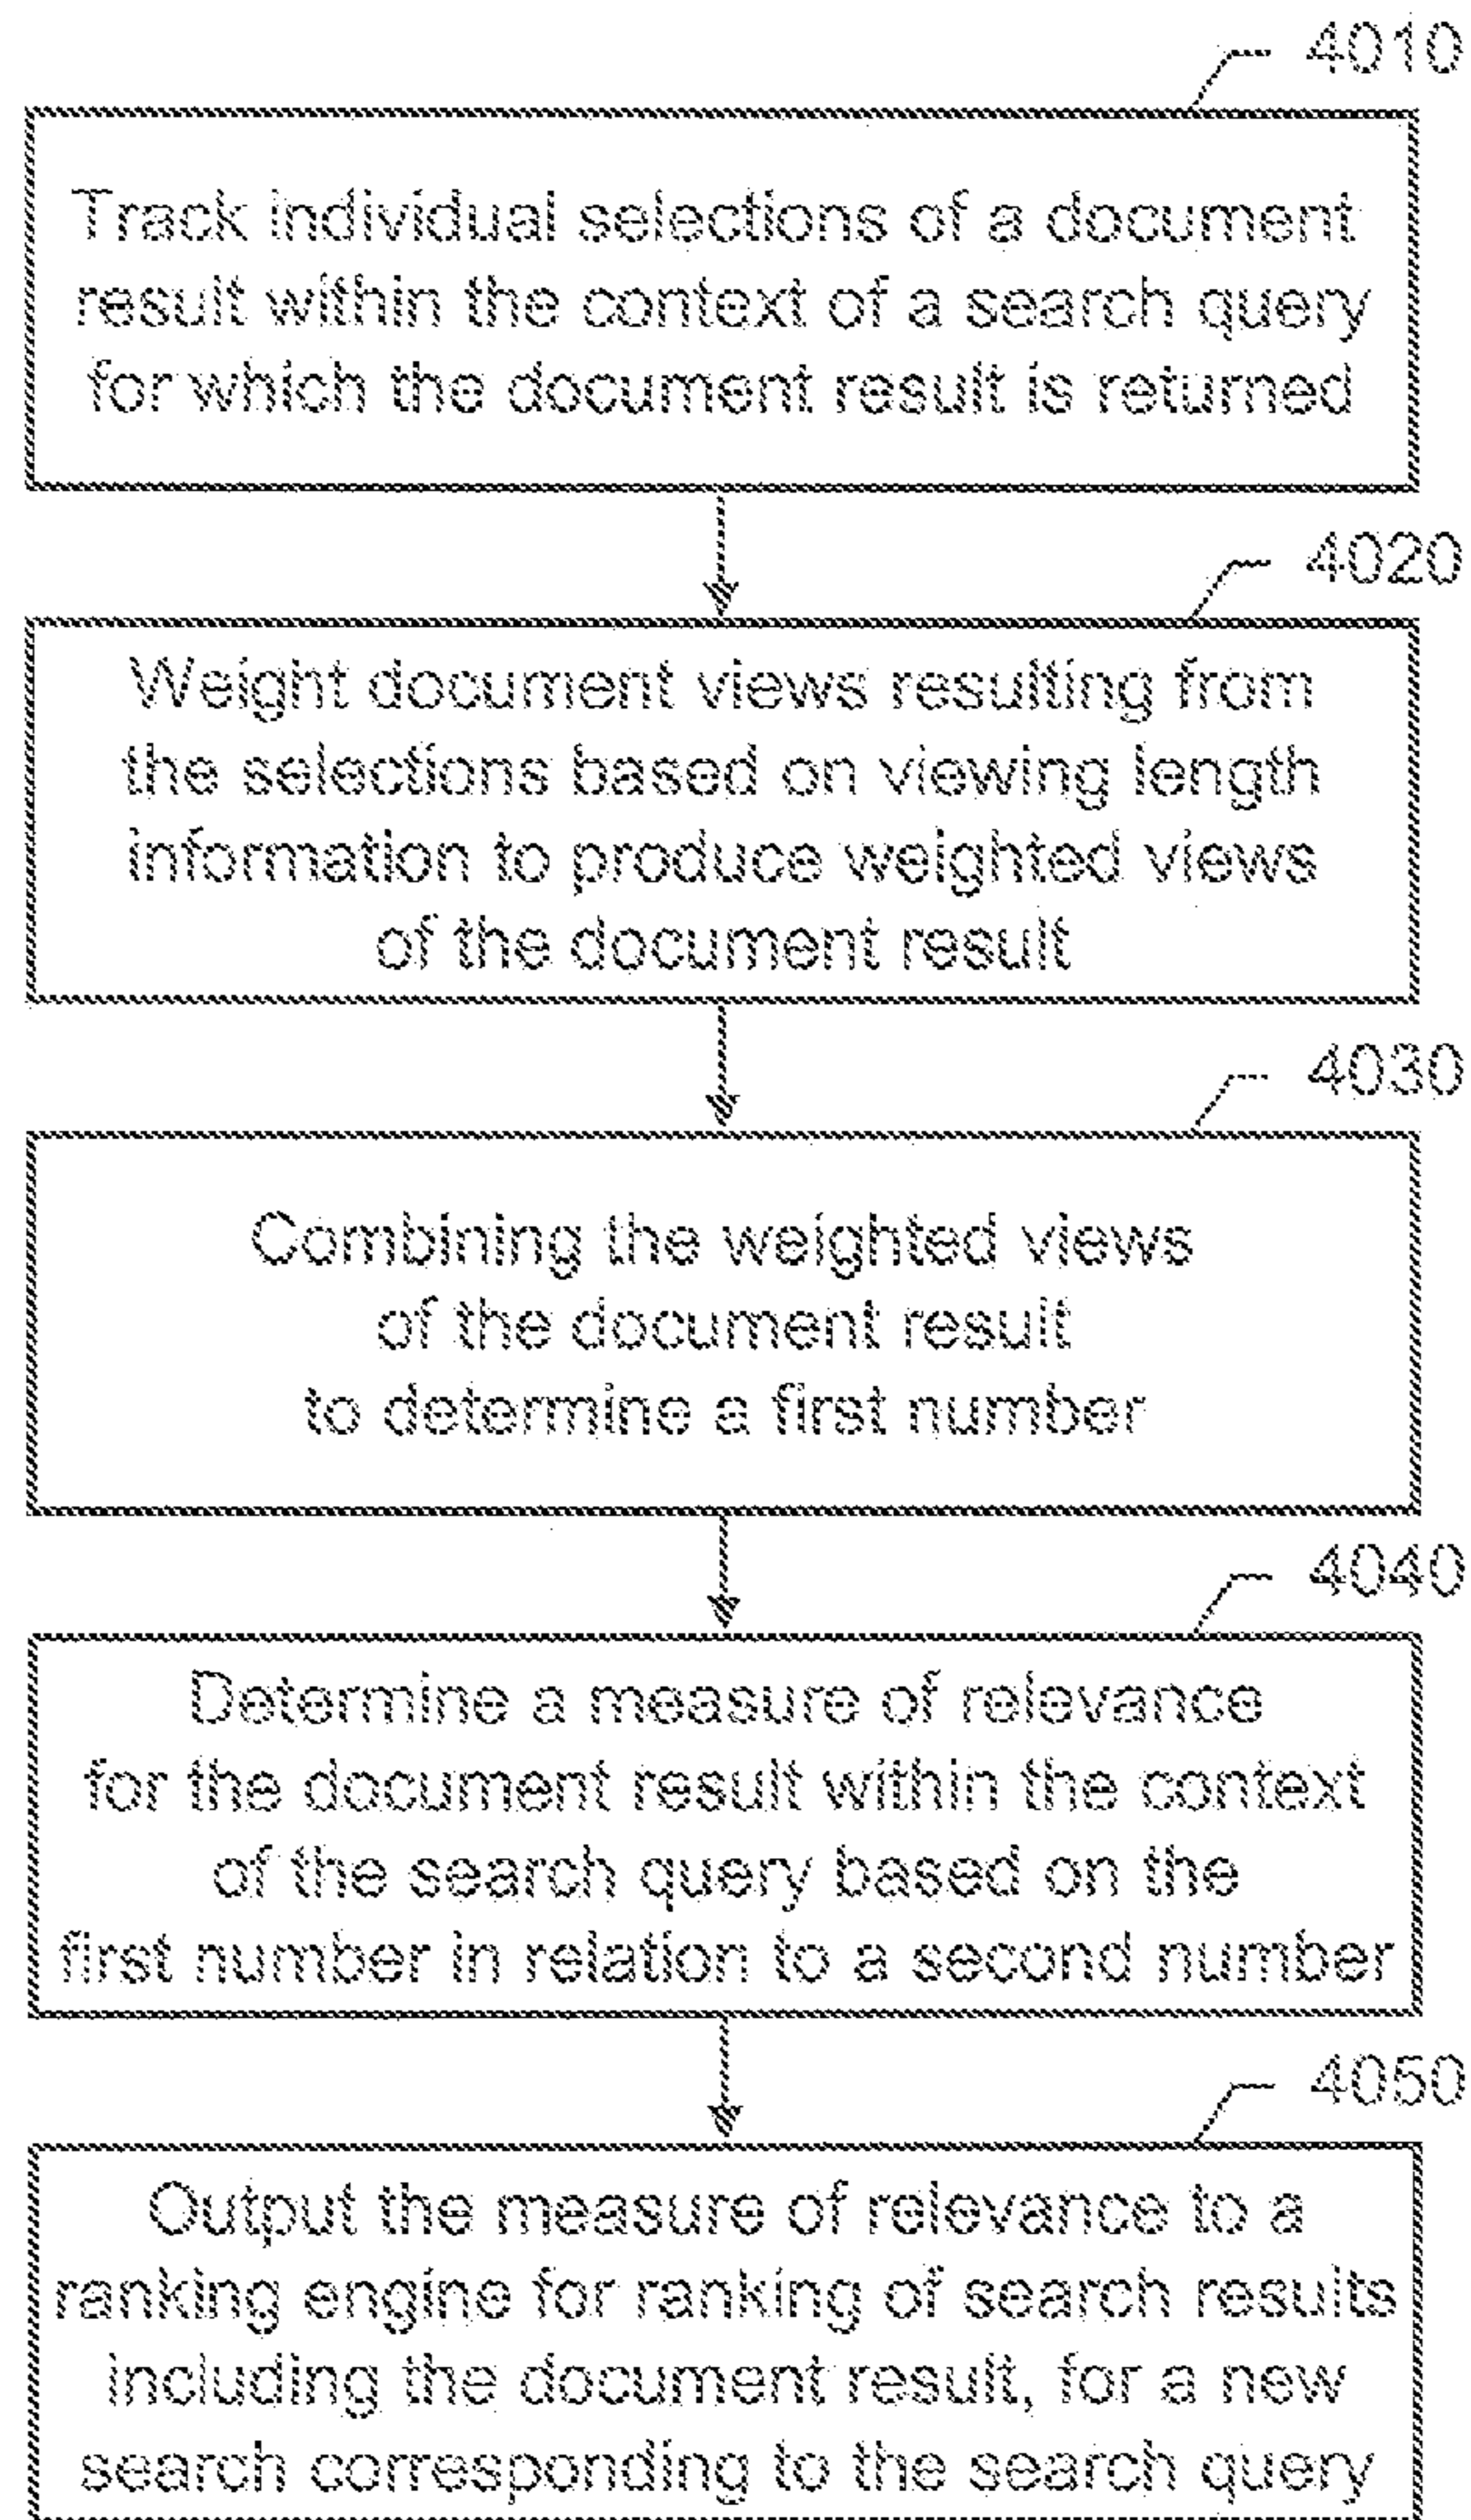 4010
Track individual selections of a document
result within the context of a search query
for which the document result is returned
4020
Weight document views resulting from
the selections based on viewing length
information to produce weighted views
of the document result
4030
Combining the weighted views
of the document result
to determine a first number
4040
Determine a measure of relevance
for the document result within the context
of the search query based on the
first number in relation to a second number
4050
Output the measure of relevance to a
ranking engine for ranking of search results
including the document result, for a new
search corresponding to the search query